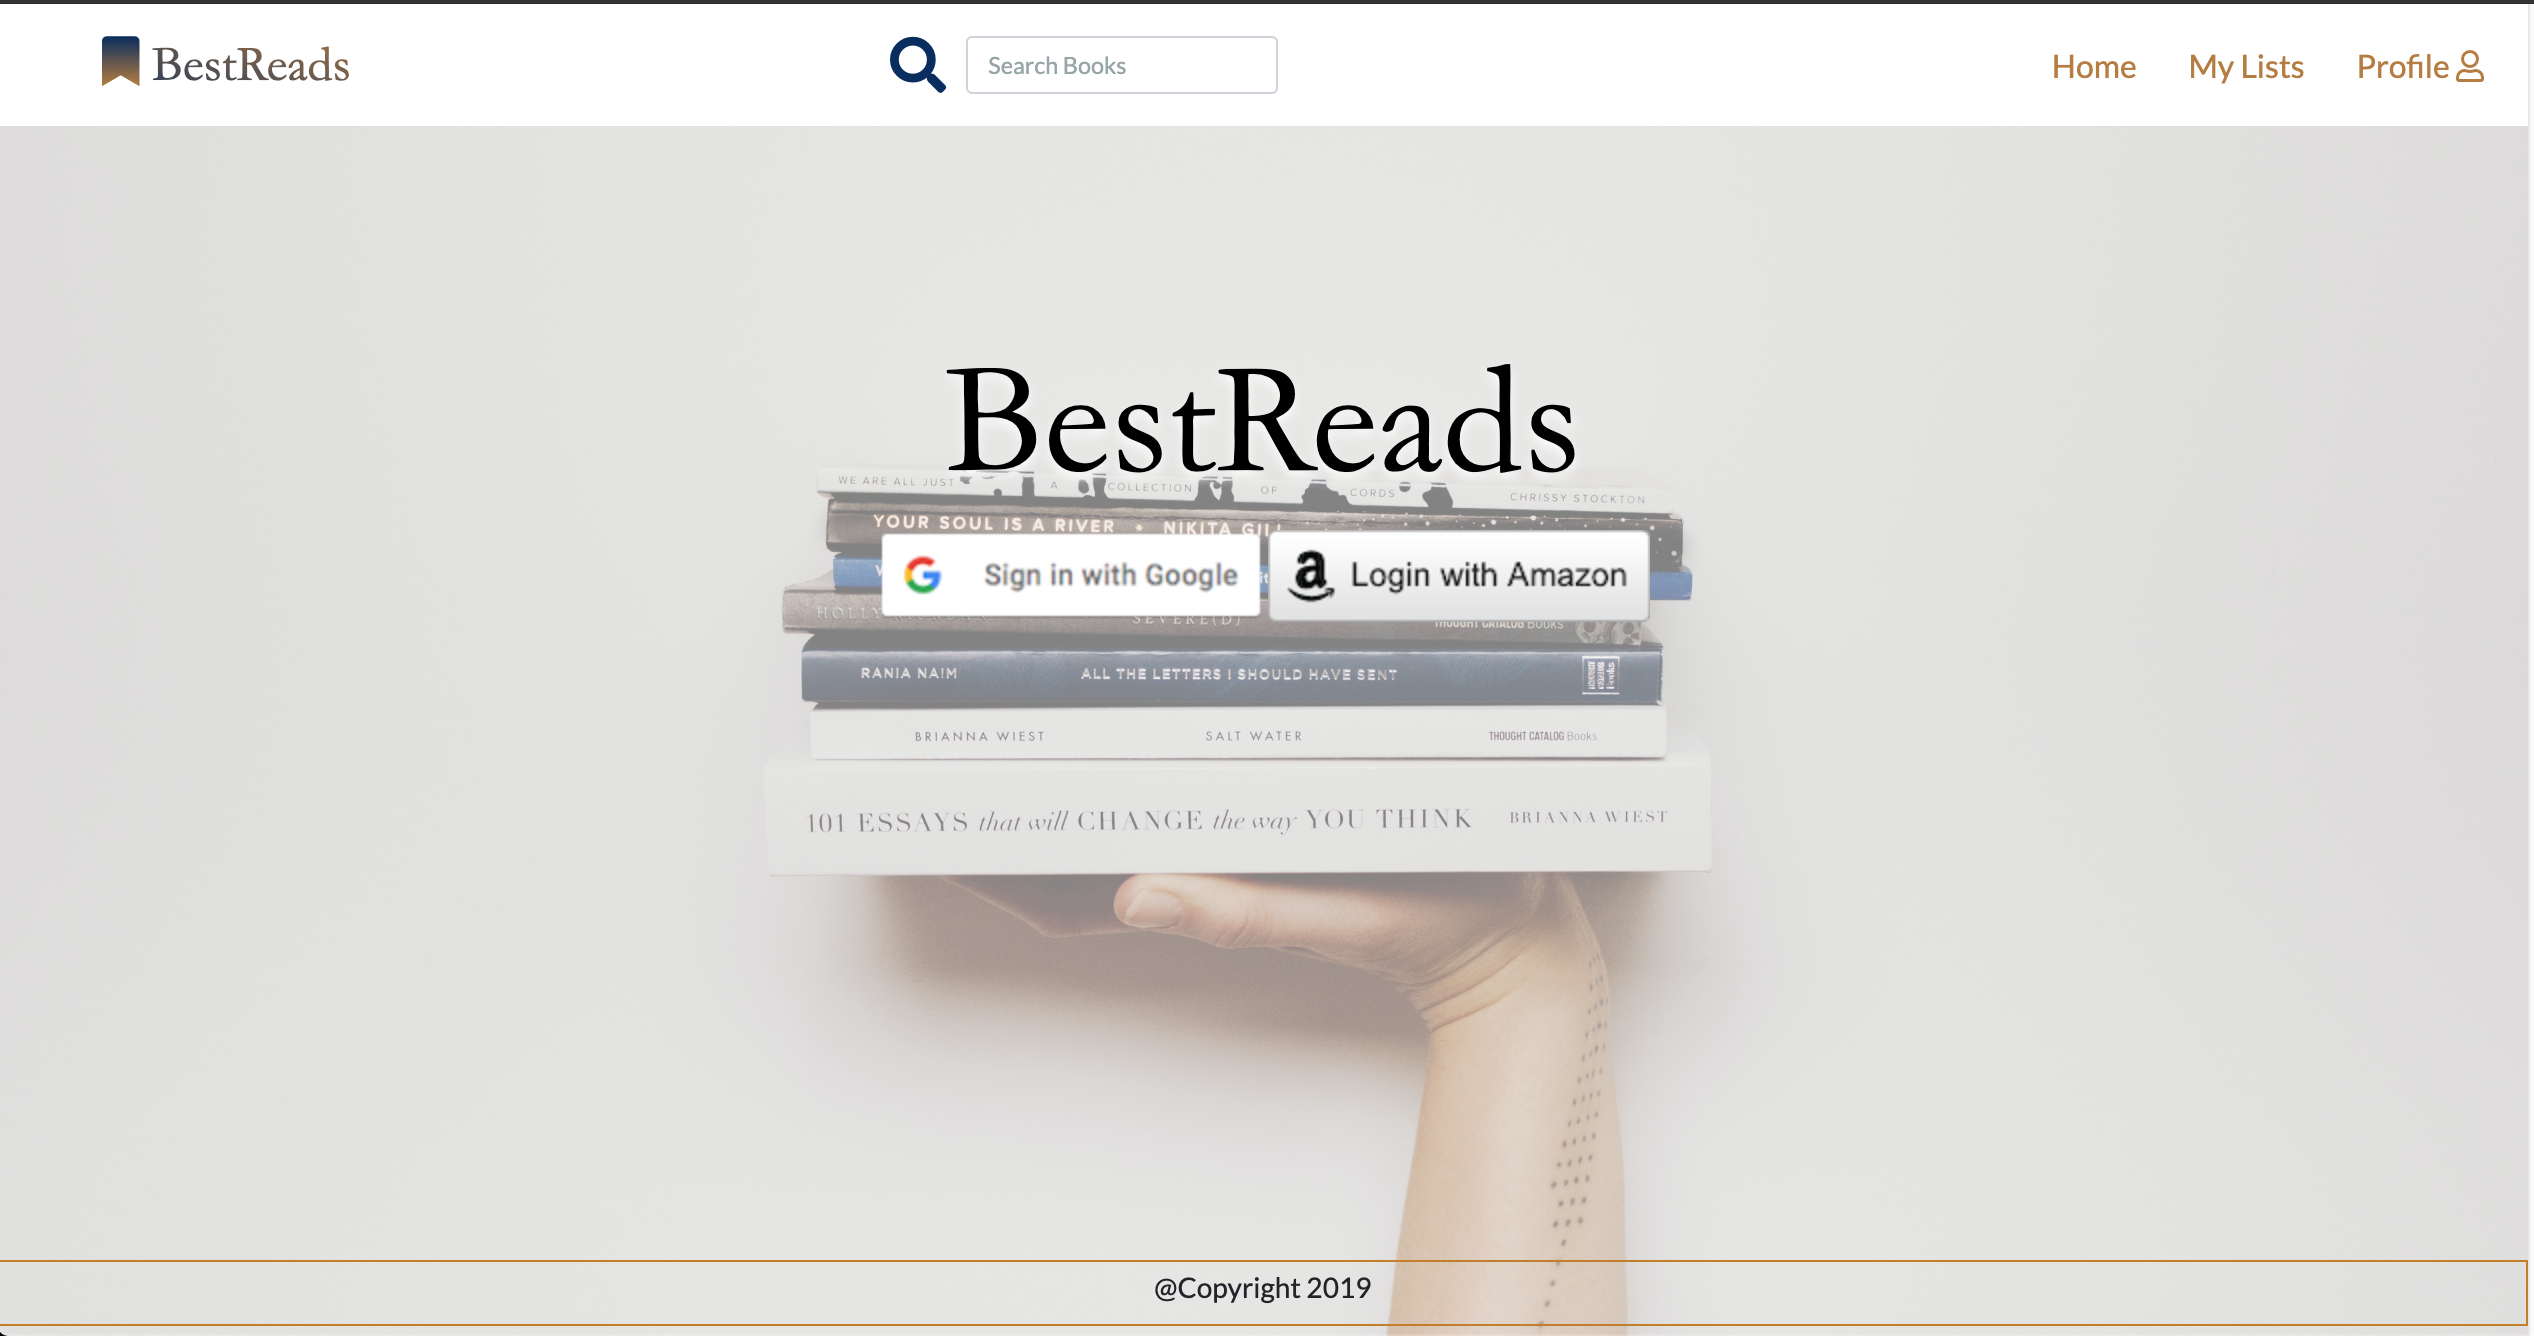 BestReads
Search Books
Home
My Lists
Profile
BestReads
WE ARE ALL JUST A COLLECTION OF CORDS CHRISSY STOCKTON
YOUR SOUL IS A RIVER NIKITA
Sign in with Google
Login with Amazon
HOLLY SEVERE(D) THOUGHT CATALOG BOOKS
RANIA NAIM ALL THE LETTERS I SHOULD HAVE SENT
BRIANNA WIEST SALT WATER THOUGHT CATALOG Books
101 ESSAYS that will CHANGE the way YOU THINK BRIANNA WIEST
@Copyright 2019